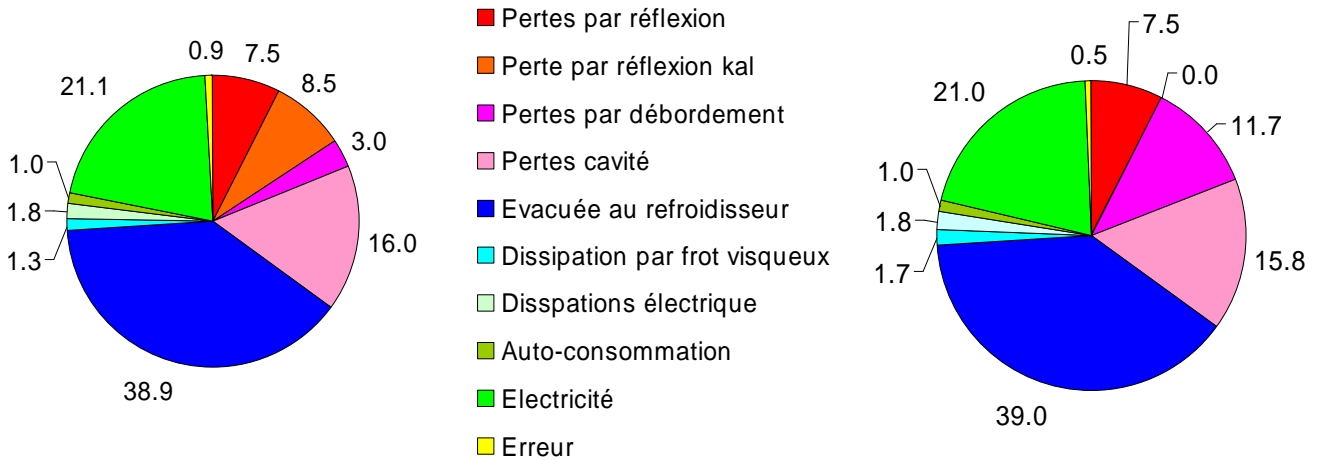 0.9
7.5
8.5
3.0
16.0
38.9
1.3
1.8
1.0
21.1
Pertes par réflexion
Perte par réflexion kal
Pertes par débordement
Pertes cavité
Evacuée au refroidisseur
Dissipation par frot visqueux
Disspations électrique
Auto-consommation
Electricité
Erreur
0.5
7.5
0.0
11.7
15.8
39.0
1.7
1.8
1.0
21.0